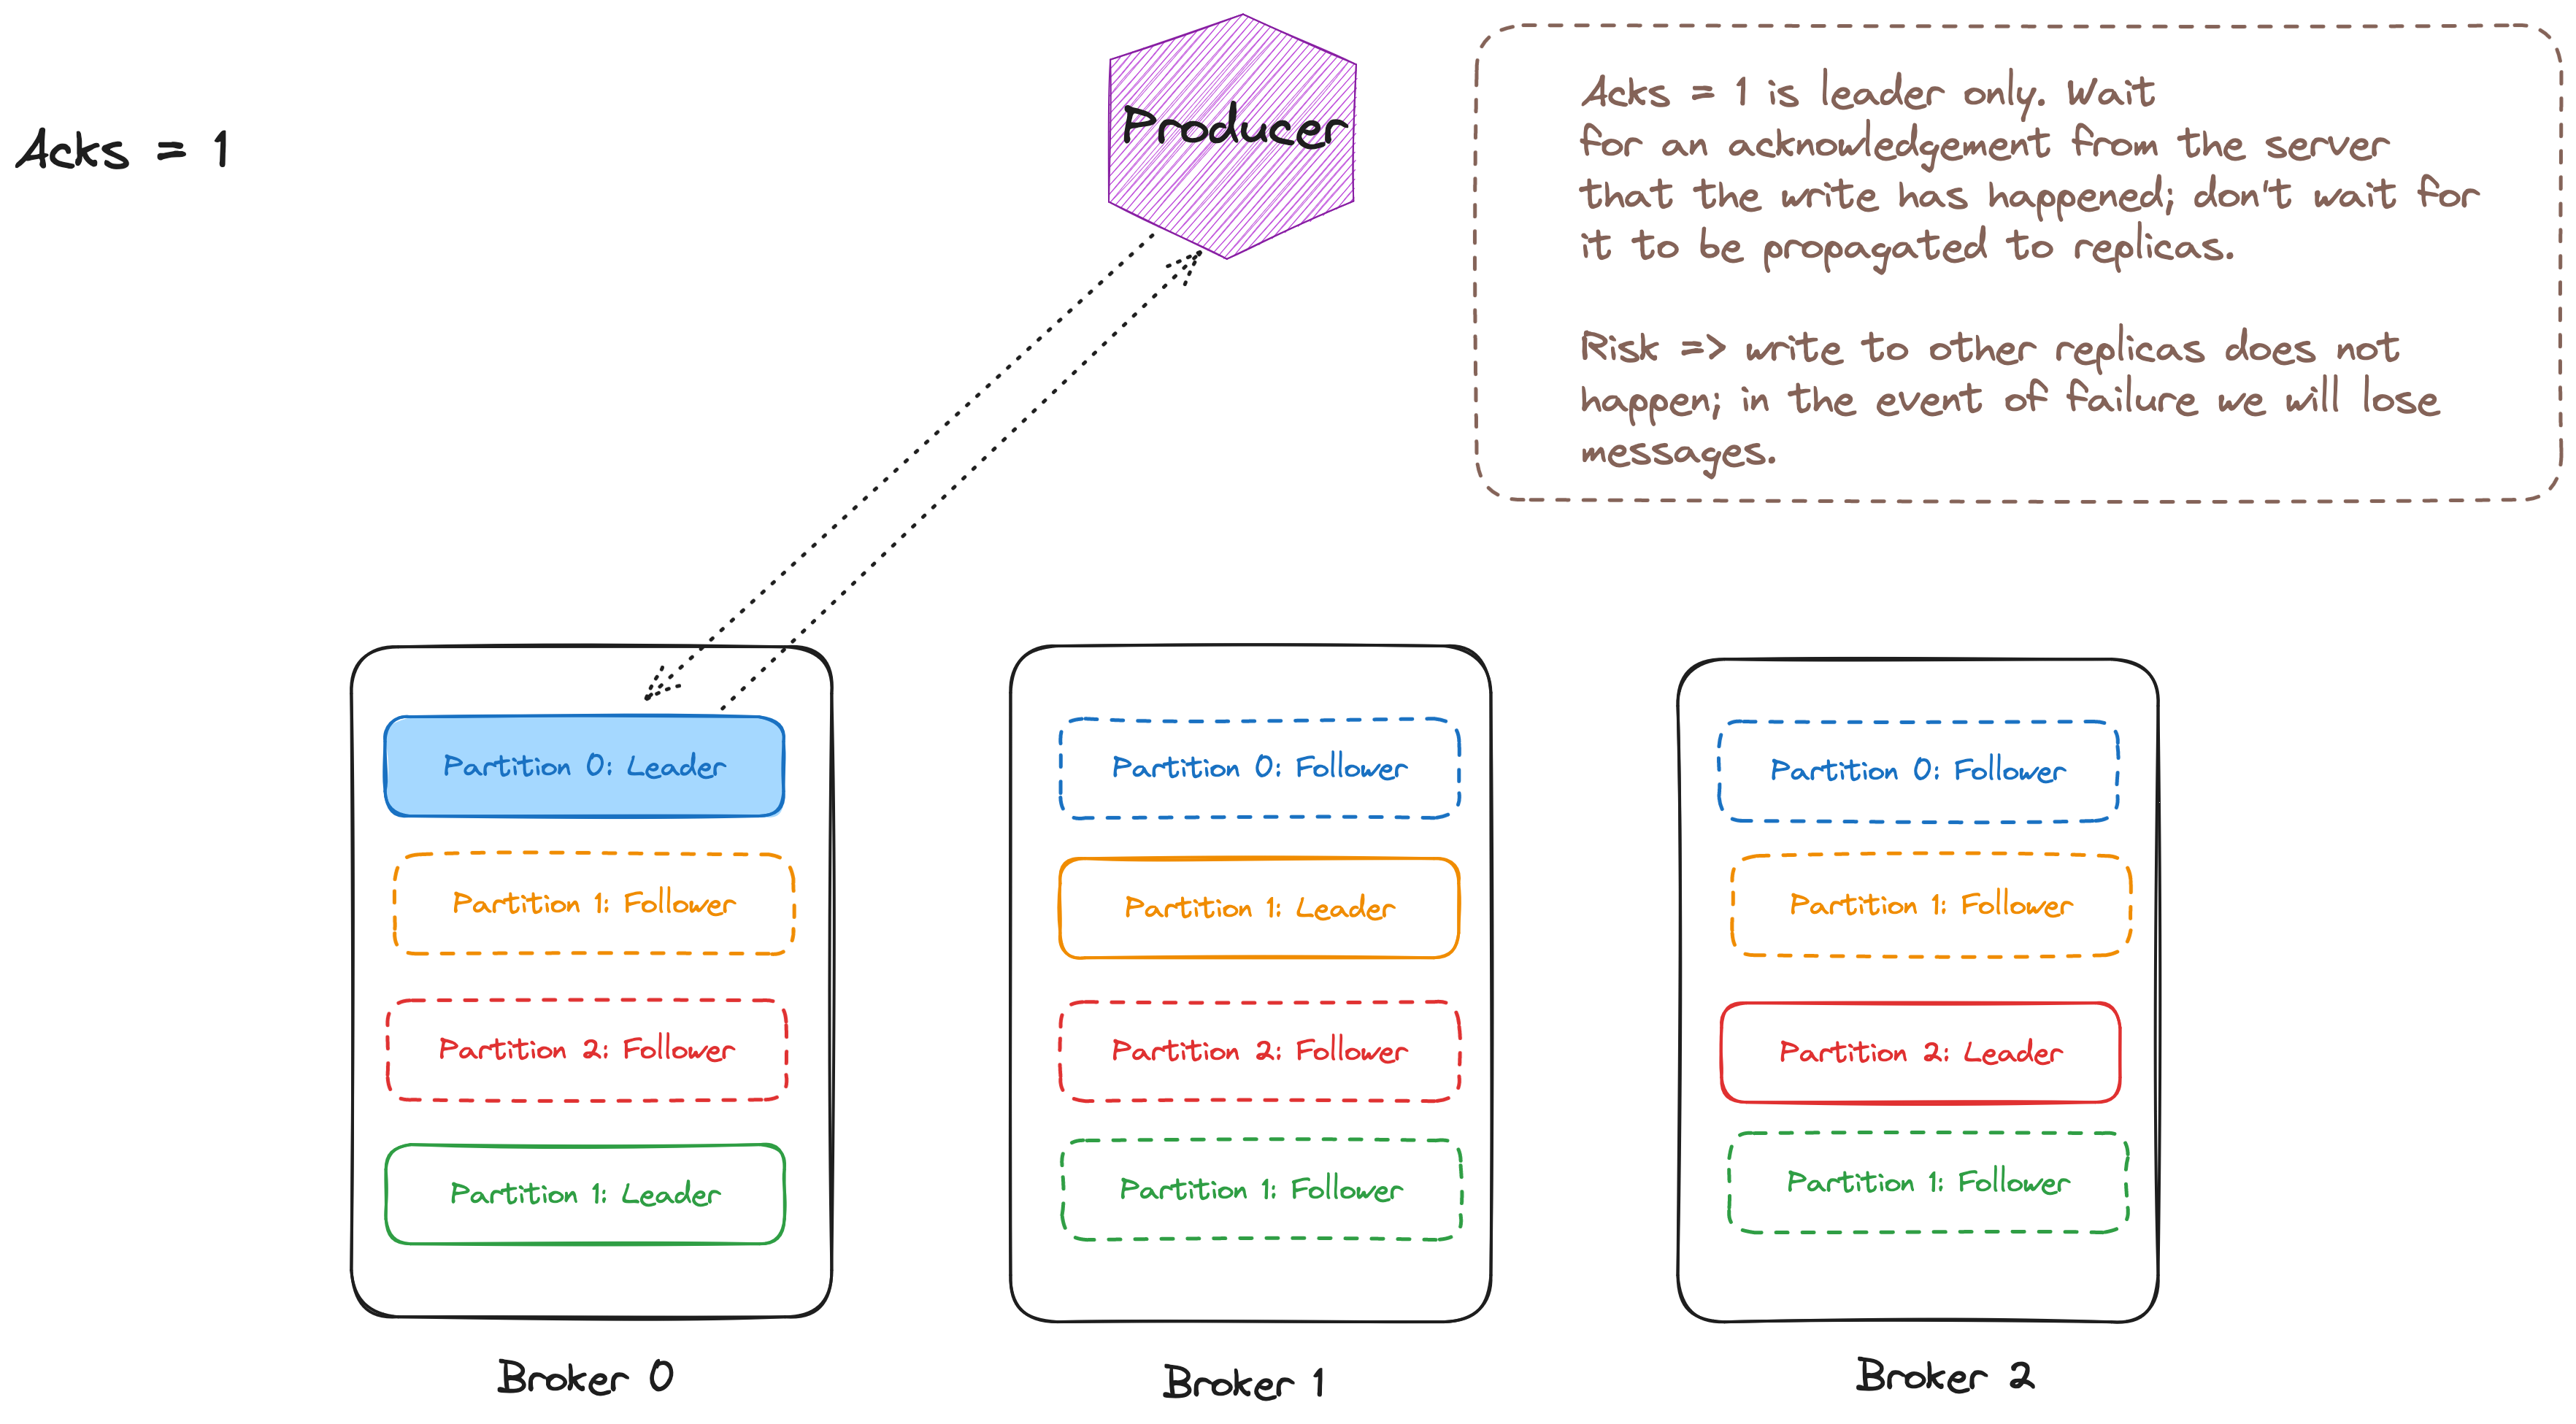 Acks = 1
Producer
Acks = 1 is leader only. Wait
for an acknowledgement from the server
that the write has happened; don't wait for
it to be propagated to replicas.
Risk => write to other replicas does not
happen; in the event of failure we will lose
messages.
Partition 0: Leader
Partition 1: Follower
Partition 2: Follower
Partition 1: Leader
Broker 0
Partition 0: Follower
Partition 1: Leader
Partition 2: Follower
Partition 1: Follower
Broker 1
Partition 0: Follower
Partition 1: Follower
Partition 2: Leader
Partition 1: Follower
Broker 2